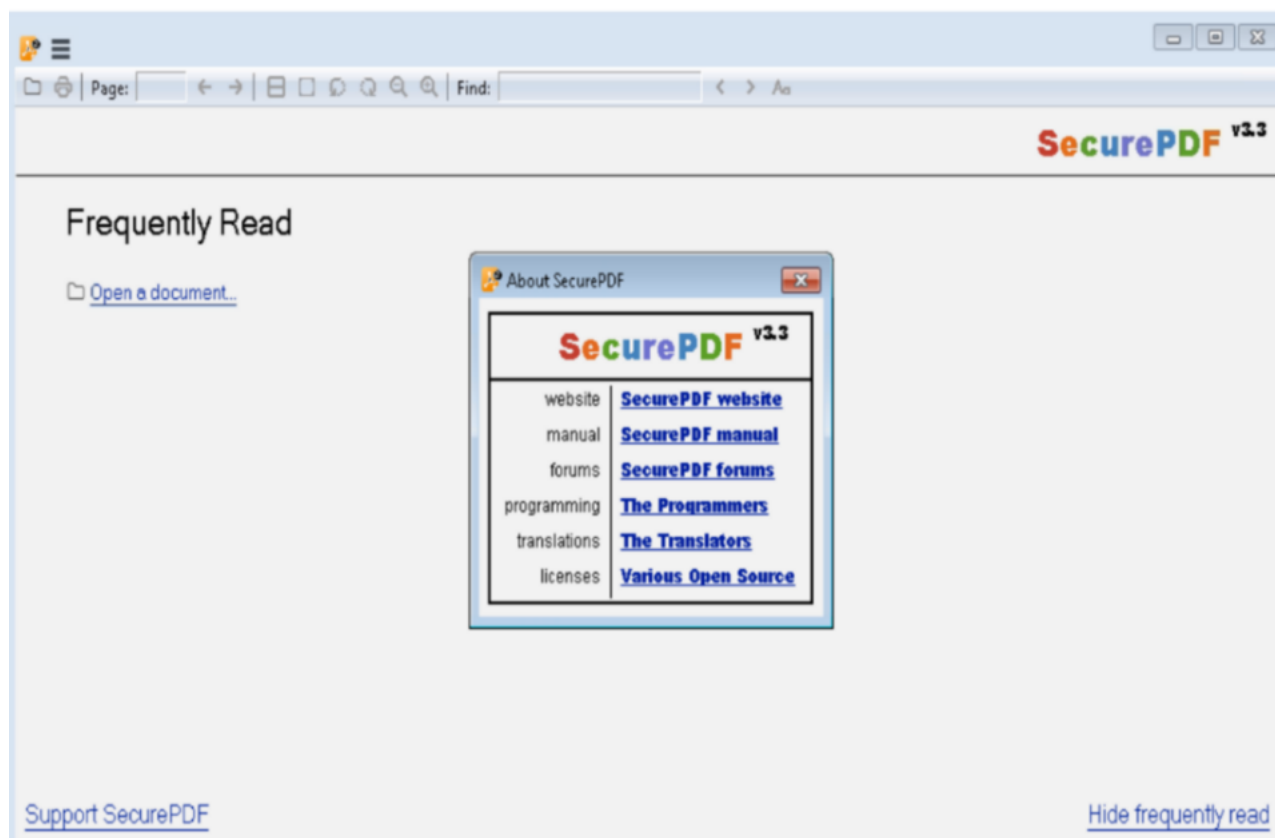 Page:
Find:
Aa
SecurePDF v3.3
Frequently Read
Open a document...
About SecurePDF
SecurePDF v3.3
website SecurePDF website
manual SecurePDF manual
forums SecurePDF forums
programming The Programmers
translations The Translators
licenses Various Open Source
Support SecurePDF
Hide frequently read